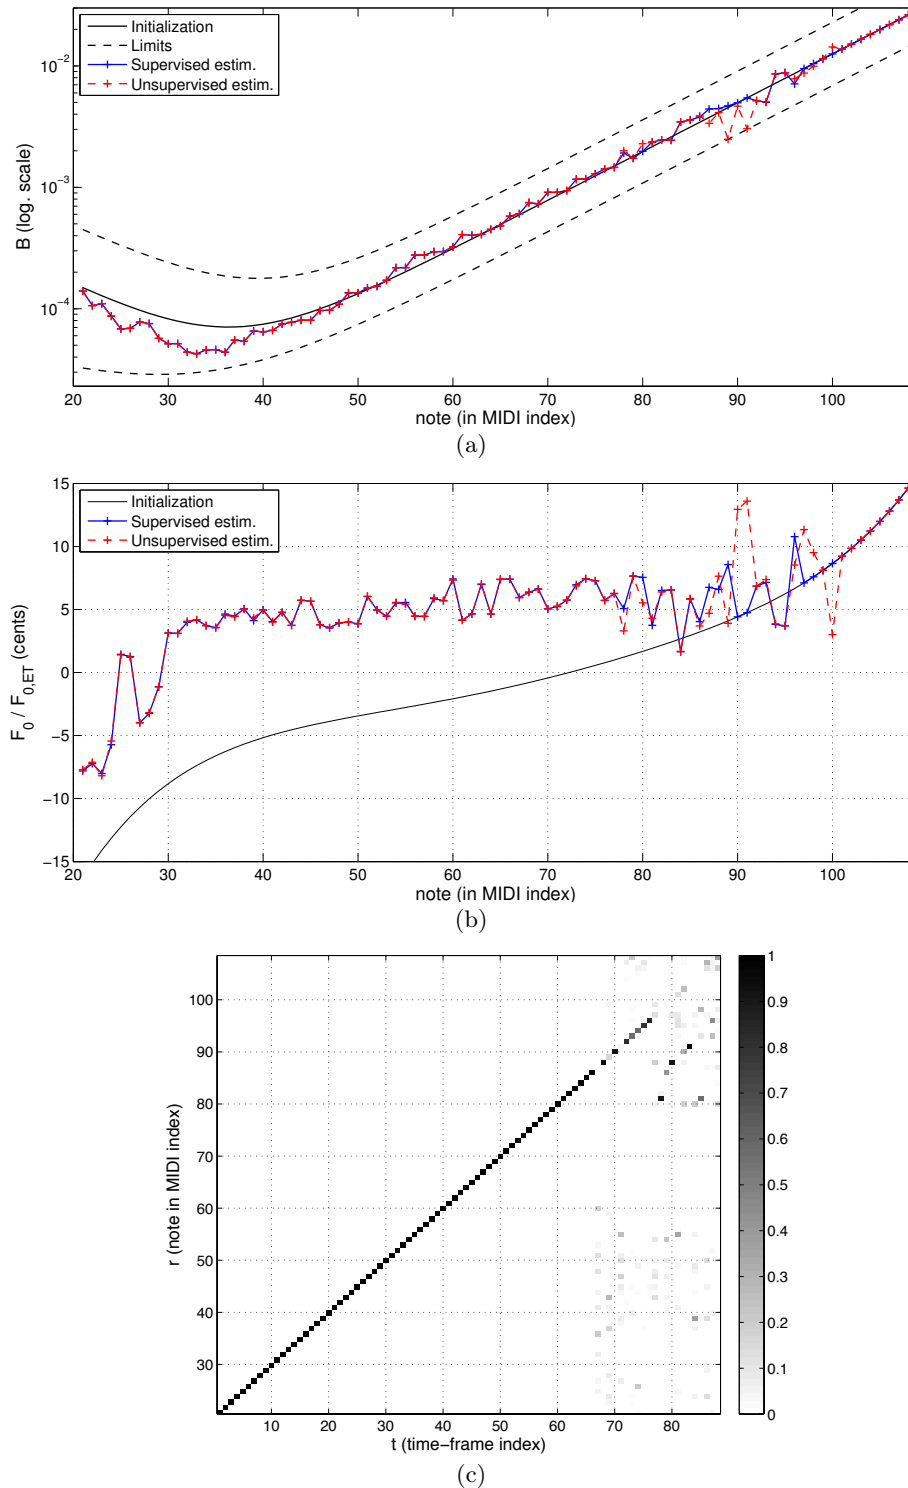 Initialization
Limits
Supervised estim.
Unsupervised estim.
10⁻²
10⁻³
10⁻⁴
B (log. scale)
20 30 40 50 60 70 80 90 100
note (in MIDI index)
(a)
Initialization
Supervised estim.
Unsupervised estim.
15
10
5
0
−5
−10
−15
F₀ / F₀,ET (cents)
20 30 40 50 60 70 80 90 100
note (in MIDI index)
(b)
100
90
80
70
60
50
40
30
r (note in MIDI index)
10 20 30 40 50 60 70 80
t (time−frame index)
1
0.9
0.8
0.7
0.6
0.5
0.4
0.3
0.2
0.1
0
(c)